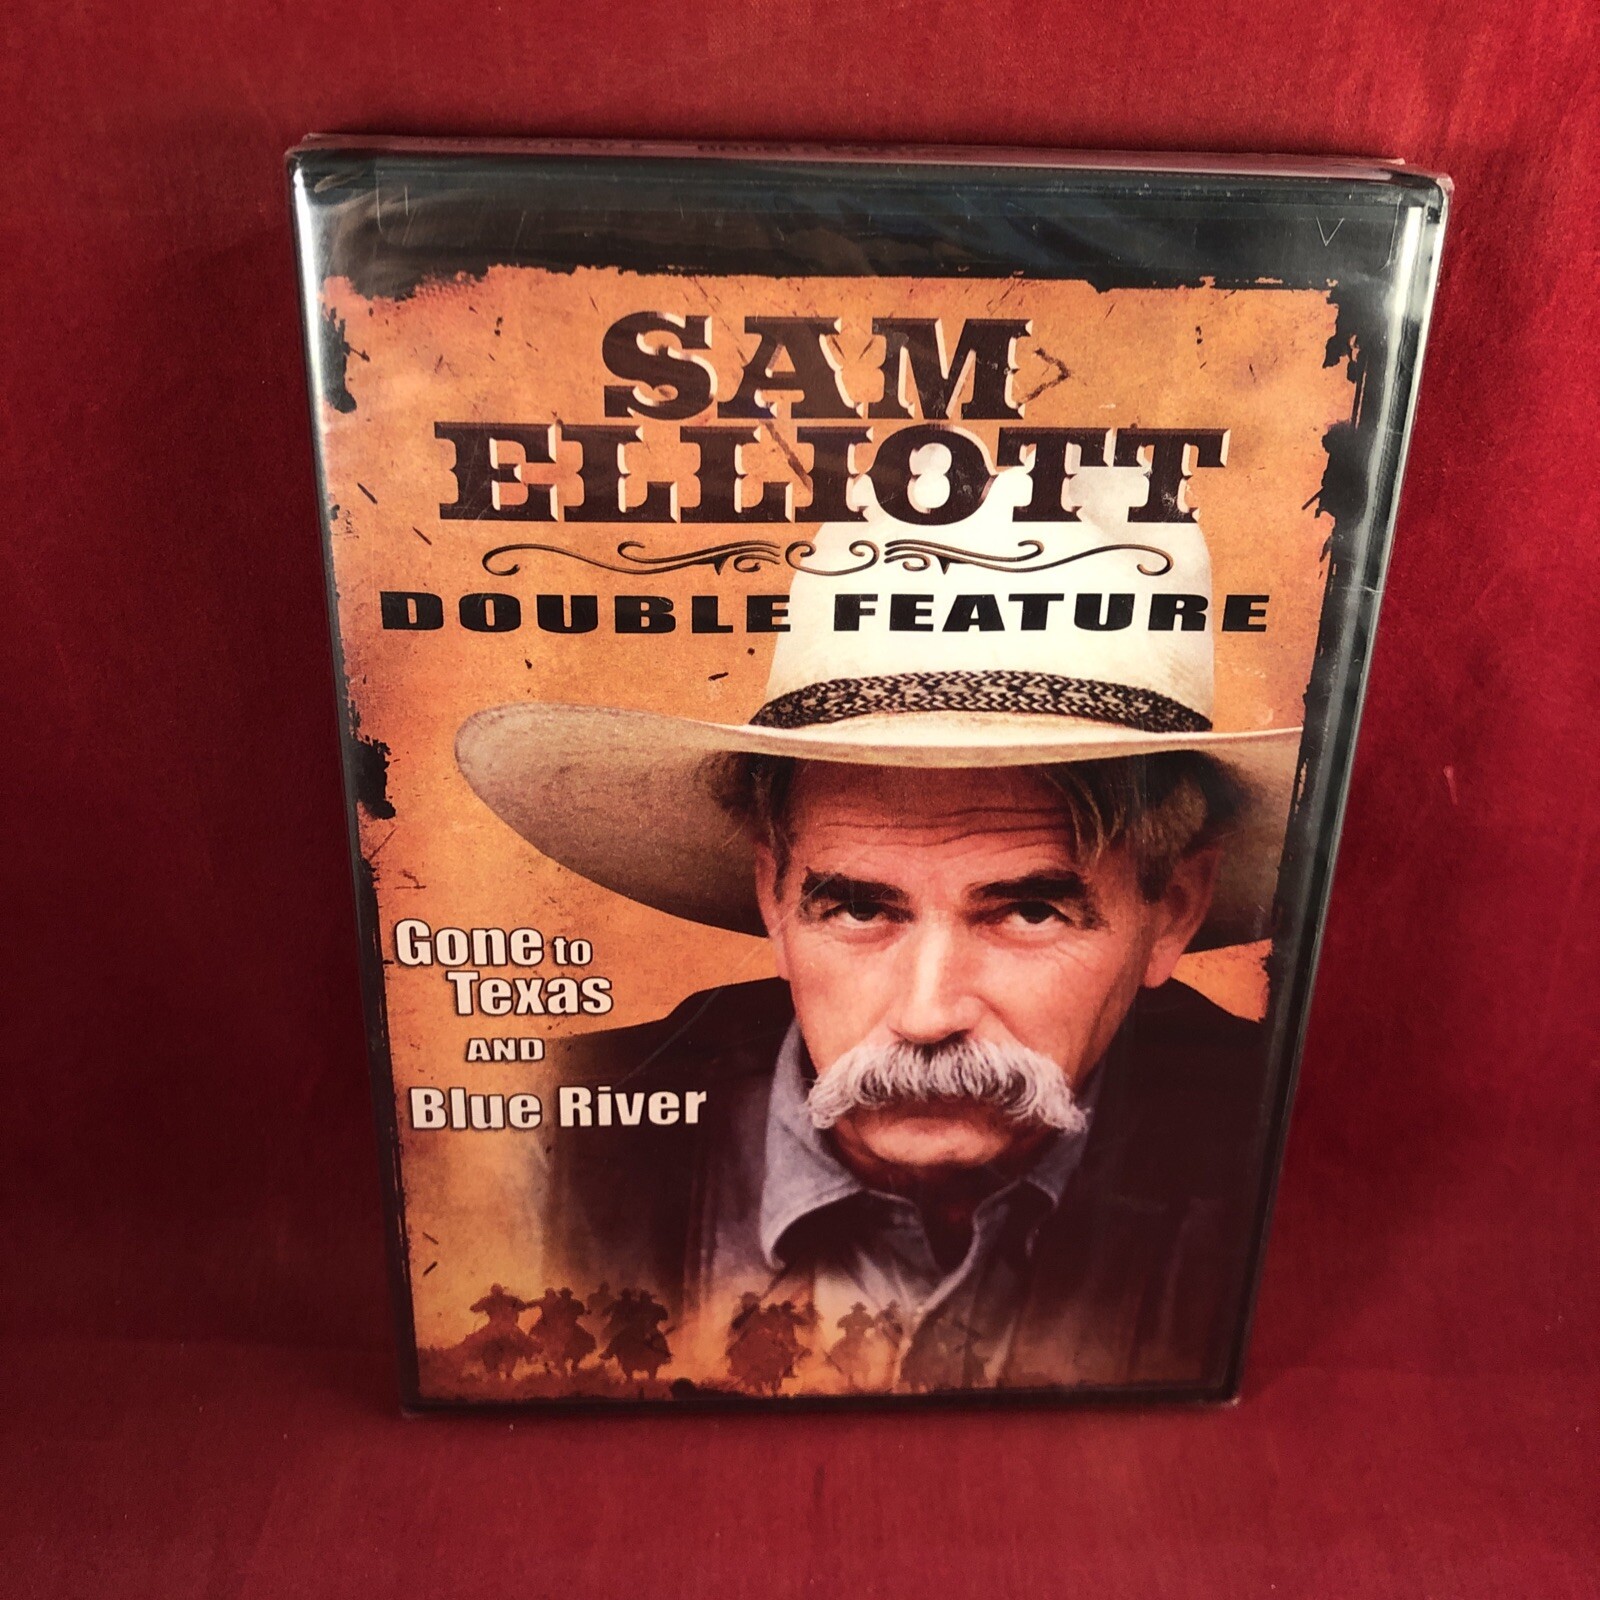 SAM
ELLIOTT
DOUBLE FEATURE
Gone to
Texas
AND
Blue River